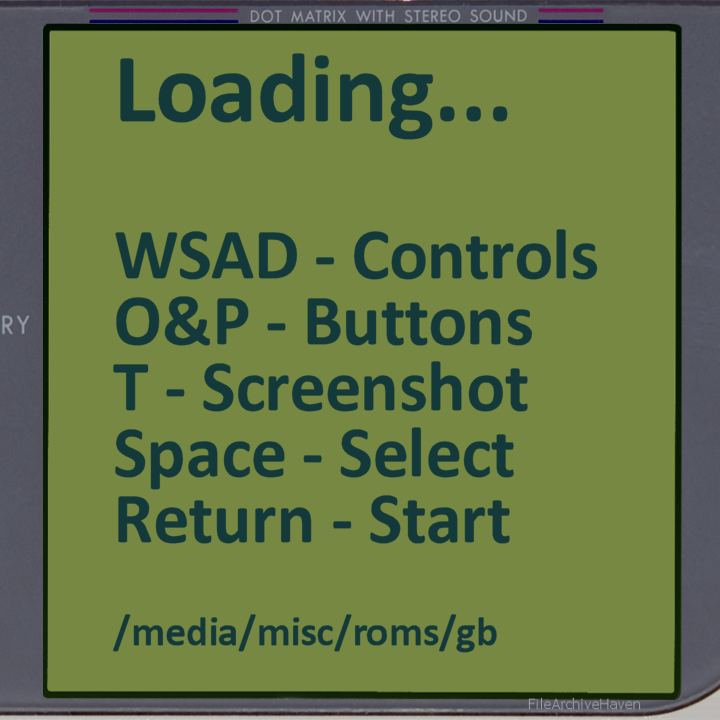 DOT MATRIX WITH STEREO SOUND
Loading...
WSAD - Controls
O&P - Buttons
RY
T - Screenshot
Space - Select
Return - Start
/media/misc/roms/gb
FileArchiveHaven